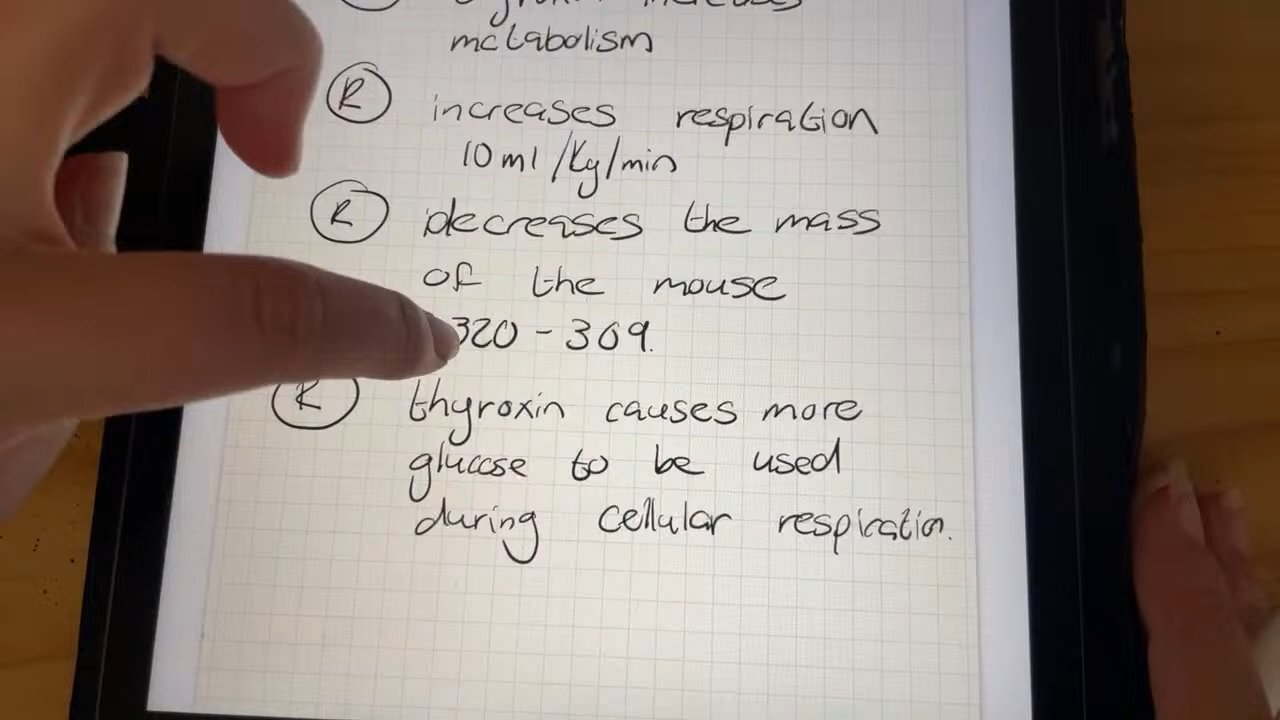 increases
metabolism
R increases respiration
10 ml/Kg/min
R decreases the mass
of the mouse
320 - 309.
R thyroxin causes more
glucose to be used
during cellular respiration.